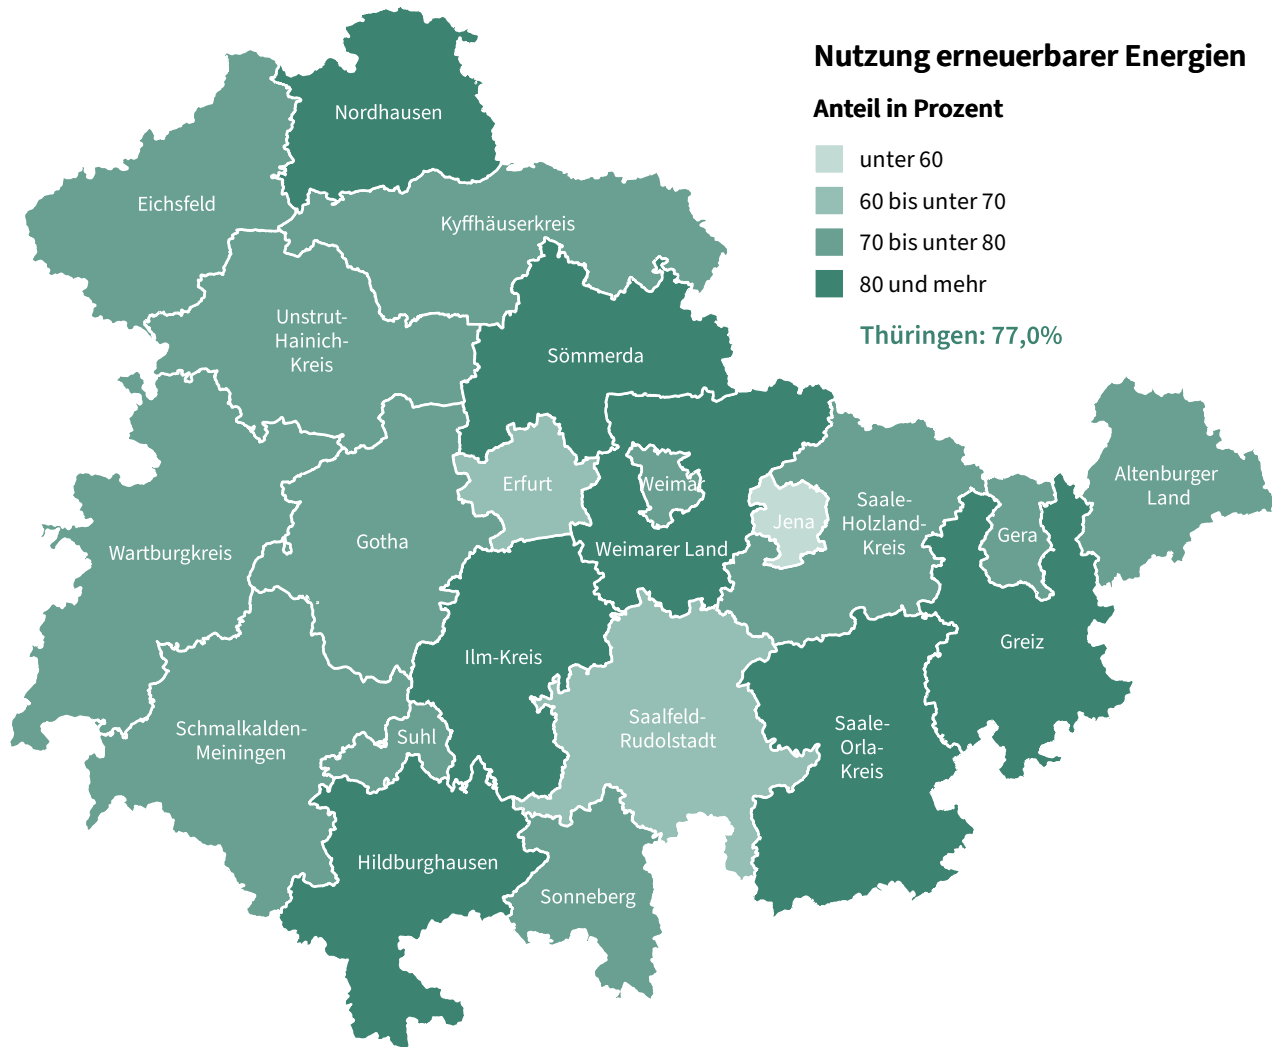 Nutzung erneuerbarer Energien
Anteil in Prozent
unter 60
60 bis unter 70
70 bis unter 80
80 und mehr
Thüringen: 77,0%
Nordhausen
Eichsfeld
Kyffhäuserkreis
Unstrut-
Hainich-
Kreis
Sömmerda
Altenburger
Land
Erfurt
Weimar
Saale-
Holzland-
Kreis
Jena
Gera
Gotha
Wartburgkreis
Weimarer Land
Greiz
Ilm-Kreis
Saalfeld-
Rudolstadt
Saale-
Orla-
Kreis
Schmalkalden-
Meiningen
Suhl
Hildburghausen
Sonneberg